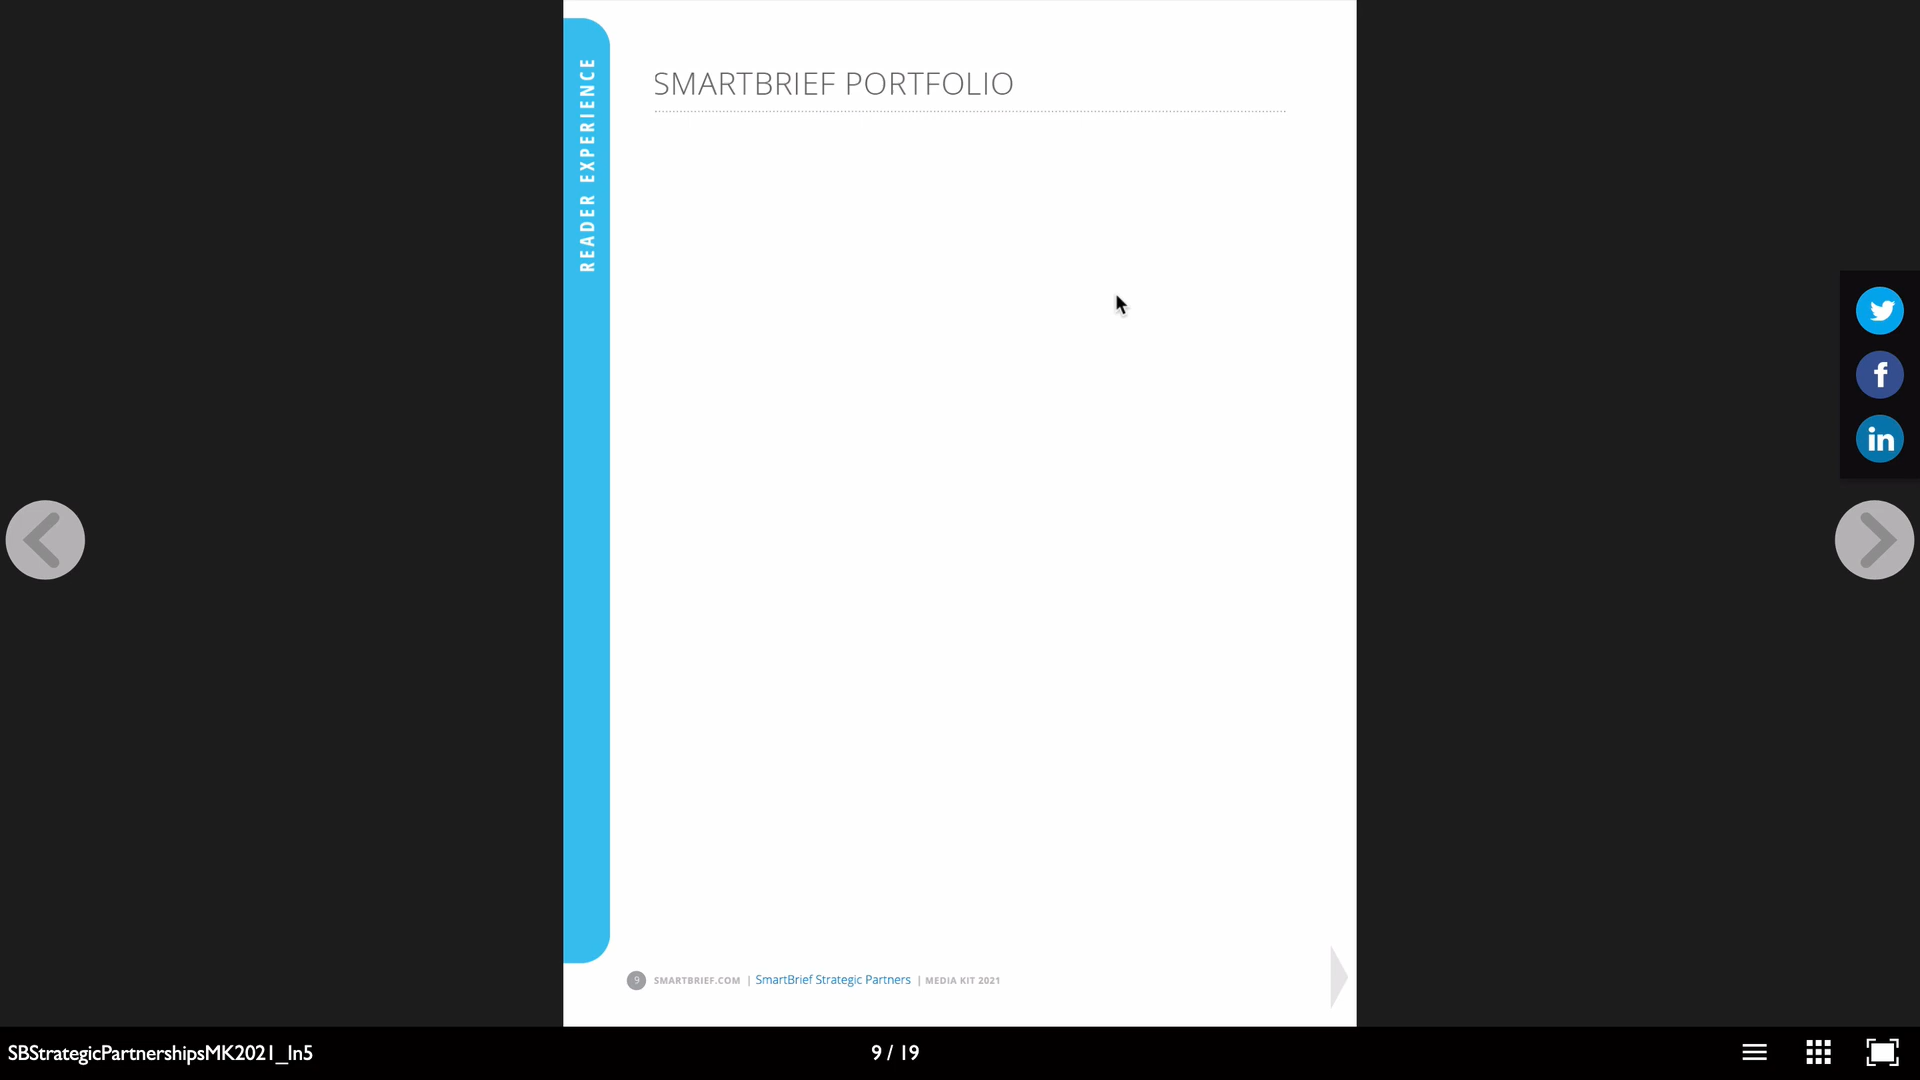 READER EXPERIENCE
SMARTBRIEF PORTFOLIO
9 SMARTBRIEF.COM | SmartBrief Strategic Partners | MEDIA KIT 2021
SBStrategicPartnershipsMK2021_In5
9 / 19